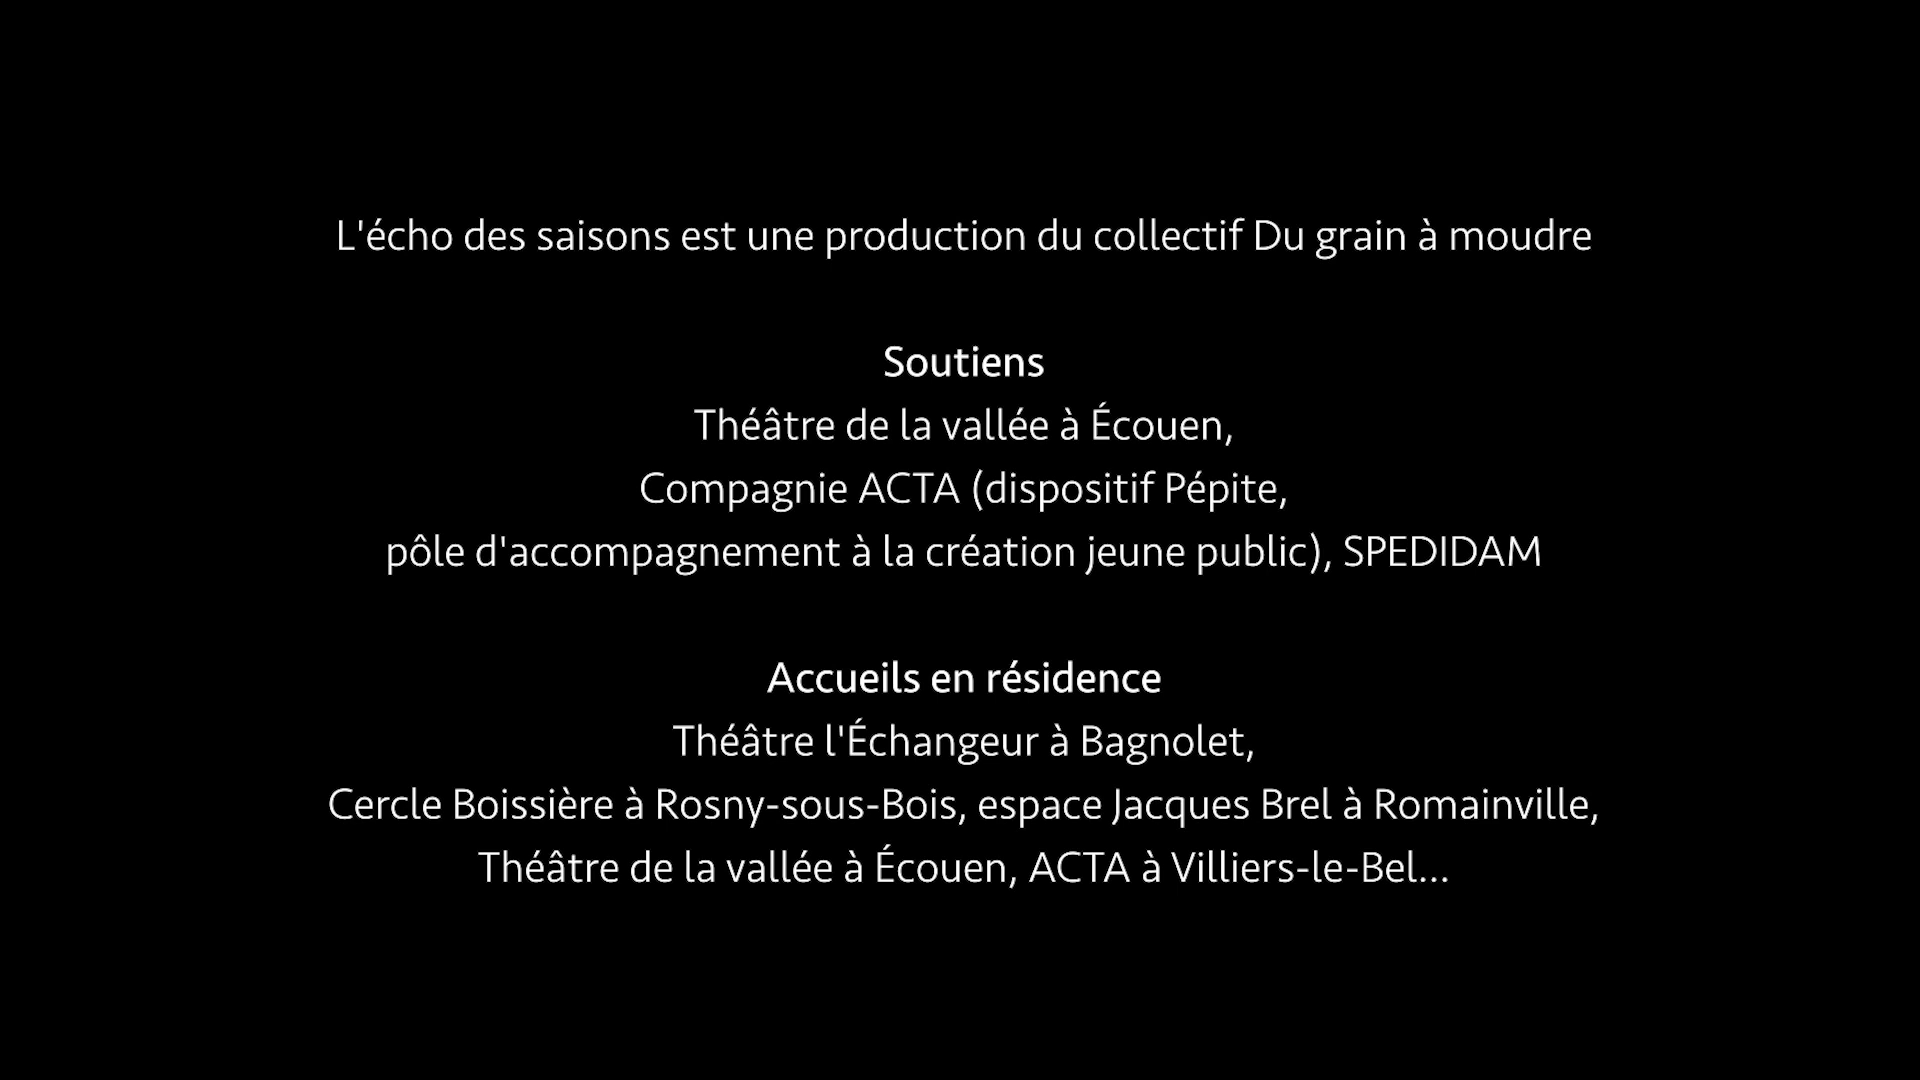 L'écho des saisons est une production du collectif Du grain à moudre
Soutiens
Théâtre de la vallée à Écouen,
Compagnie ACTA (dispositif Pépite,
pôle d'accompagnement à la création jeune public), SPEDIDAM
Accueils en résidence
Théâtre l'Échangeur à Bagnolet,
Cercle Boissière à Rosny-sous-Bois, espace Jacques Brel à Romainville,
Théâtre de la vallée à Écouen, ACTA à Villiers-le-Bel...